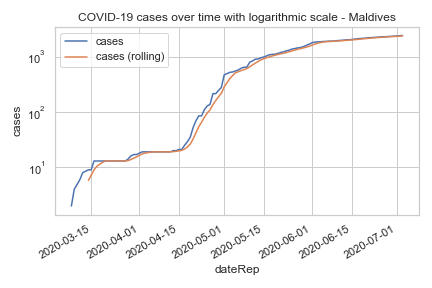 COVID-19 cases over time with logarithmic scale - Maldives
cases
cases (rolling)
10³
10²
10¹
cases
2020-03-15
2020-04-01
2020-04-15
2020-05-01
2020-05-15
2020-06-01
2020-06-15
2020-07-01
dateRep